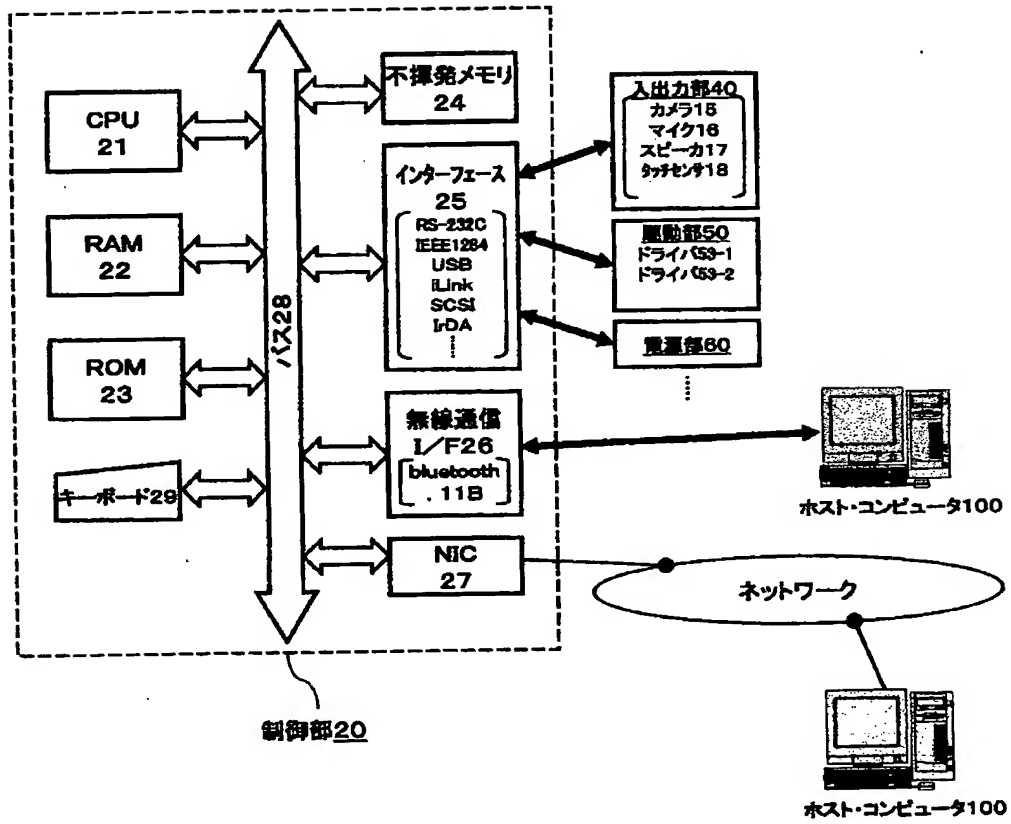 CPU
21
RAM
22
ROM
23
キーボード29
バス28
不揮発メモリ
24
インターフェース
25
RS-232C
IEEE1284
USB
iLink
SCSI
IrDA
無線通信
I/F26
bluetooth
.11B
NIC
27
入出力部40
カメラ15
マイク16
スピーカ17
タッチセンサ18
駆動部50
ドライバ53-1
ドライバ53-2
電源部60
ホスト・コンピュータ100
ネットワーク
ホスト・コンピュータ100
制御部20